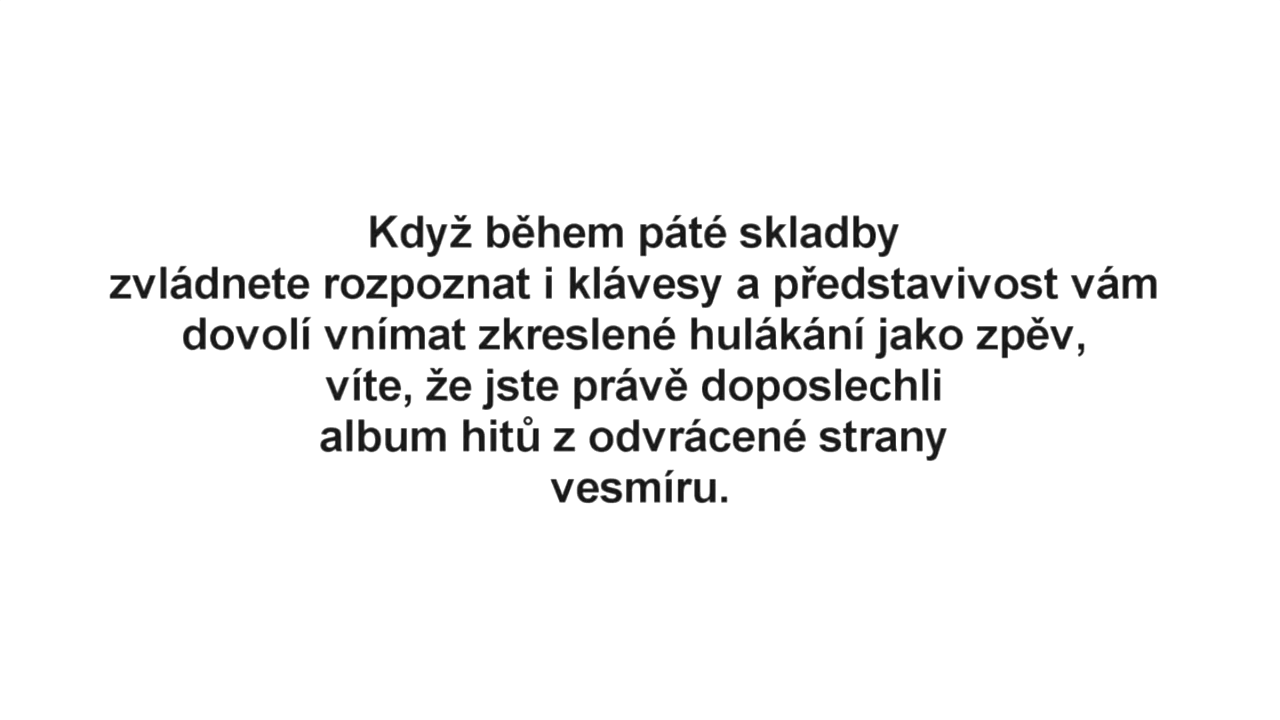 Když během páté skladby
zvládnete rozpoznat i klávesy a představivost vám
dovolí vnímat zkreslené hulákání jako zpěv,
víte, že jste právě doposlechli
album hitů z odvrácené strany
vesmíru.